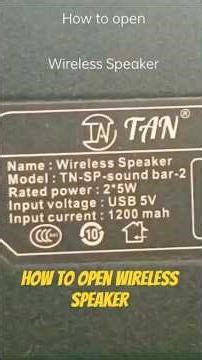 How to open
Wireless Speaker
TAN®
Name : Wireless Speaker
Model : TN-SP-sound bar-2
Rated power : 2*5W
Input voltage : USB 5V
Input current : 1200 mah
10
HOW TO OPEN WIRELESS
SPEAKER